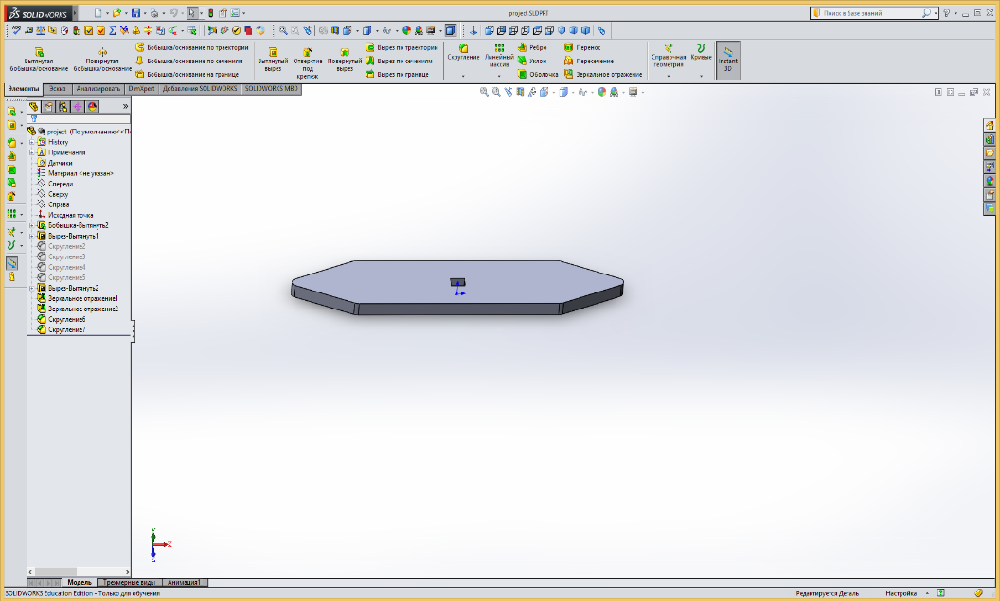 SOLIDWORKS
project.SLDPRT
Поиск в базе знаний
Вытянутая
бобышка/основание
Повернутая
бобышка/основание
Бобышка/основание по траектории
Бобышка/основание по сечениям
Бобышка/основание на границе
Вытянутый
вырез
Отверстие
под
крепеж
Повернутый
вырез
Вырез по траектории
Вырез по сечениям
Вырез по границе
Скругление
Линейный
массив
Ребро
Уклон
Оболочка
Перенос
Пересечение
Зеркальное отражение
Справочная
геометрия
Кривые
Instant
3D
Элементы
Эскиз
Анализировать
DimXpert
Добавления SOLIDWORKS
SOLIDWORKS MBD
project (По умолчанию<<По
History
Примечания
Датчики
Материал <не указан>
Спереди
Сверху
Справа
Исходная точка
Бобышка-Вытянуть2
Вырез-Вытянуть1
Скругление2
Скругление3
Скругление4
Скругление5
Вырез-Вытянуть2
Зеркальное отражение1
Зеркальное отражение2
Скругление6
Скругление7
Y
X
Z
Модель
Трехмерные виды
Анимация1
SOLIDWORKS Education Edition - Только для обучения
Редактируется Деталь
Настройка